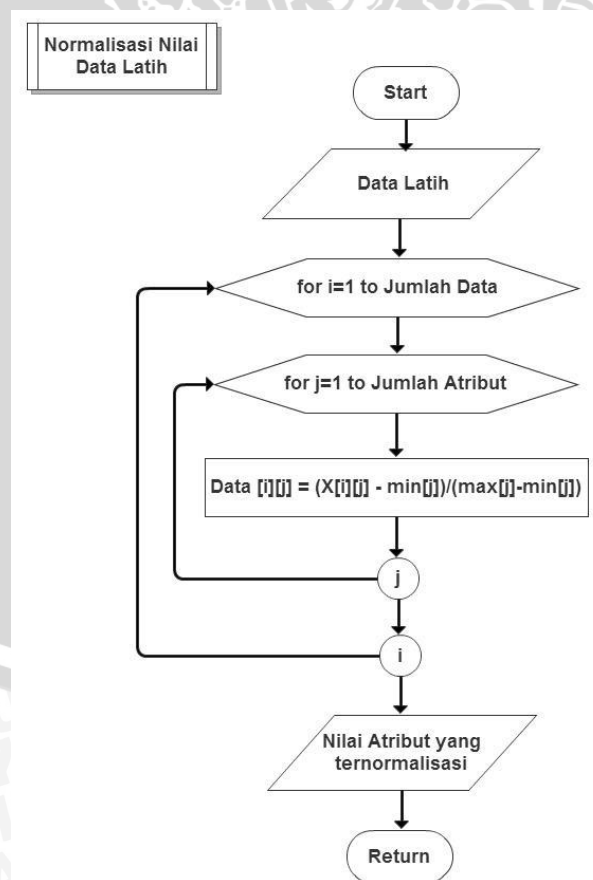 Normalisasi Nilai
Data Latih
Start
Data Latih
for i=1 to Jumlah Data
for j=1 to Jumlah Atribut
Data [i][j] = (X[i][j] - min[j])/(max[j]-min[j])
j
i
Nilai Atribut yang
ternormalisasi
Return